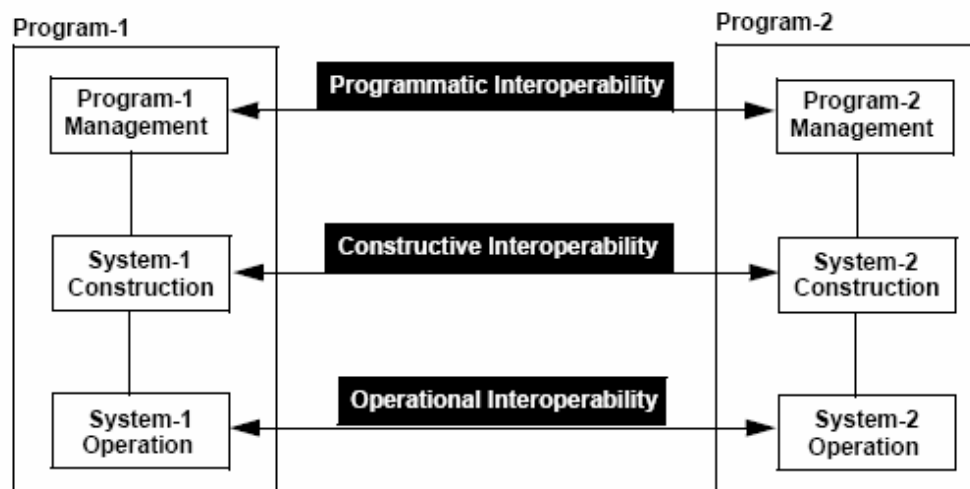 Program-1
Program-2
Programmatic Interoperability
Program-1
Management
Program-2
Management
Constructive Interoperability
System-1
Construction
System-2
Construction
Operational Interoperability
System-1
Operation
System-2
Operation